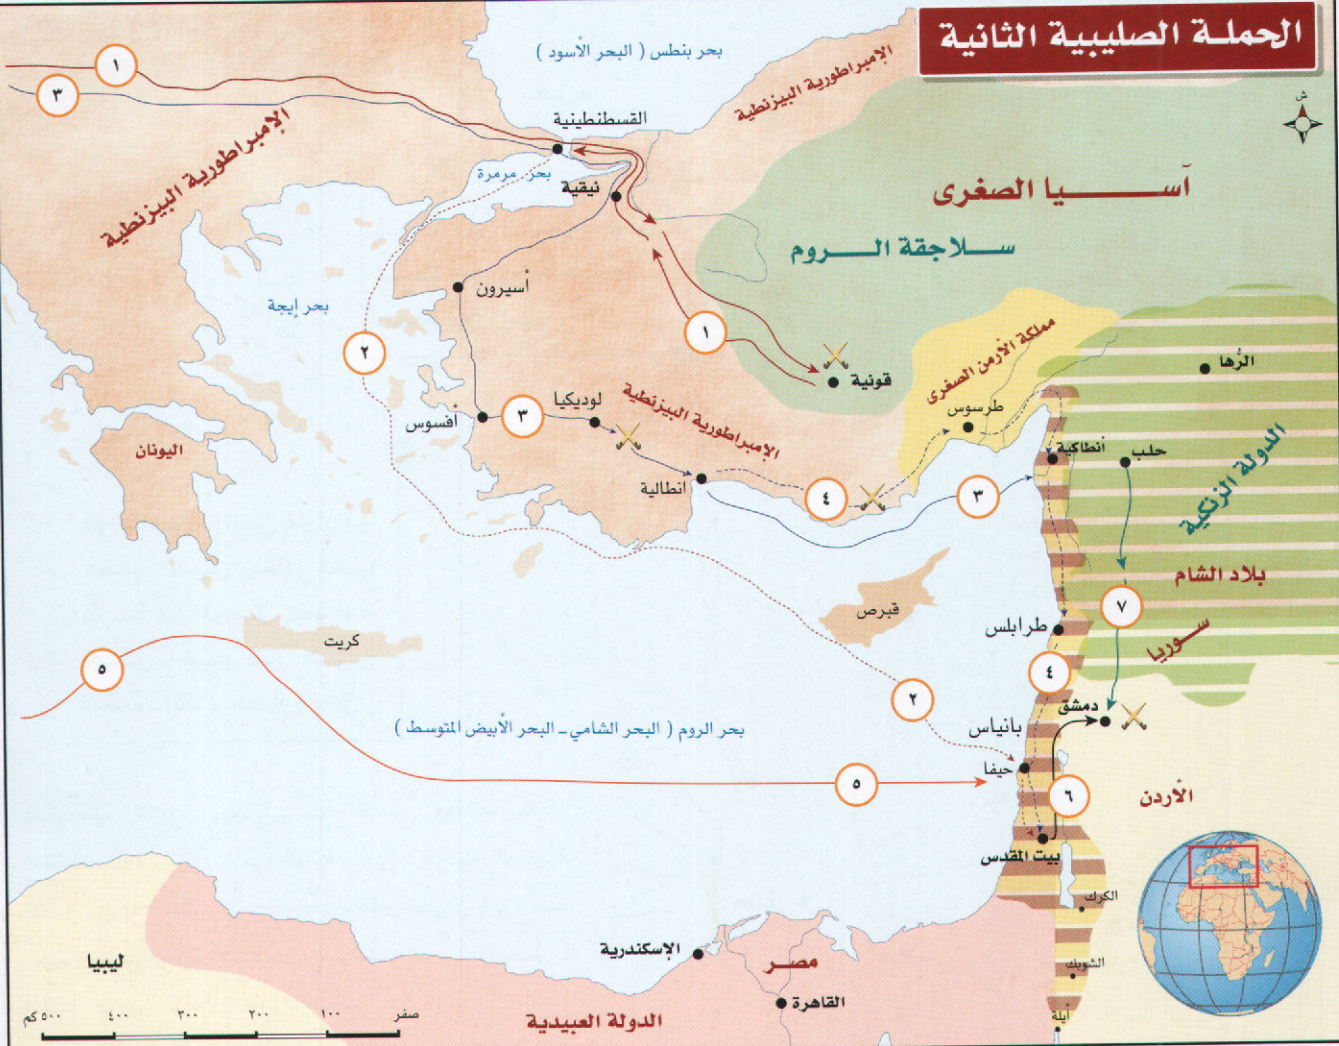 الحملة الصليبية الثانية
بحر بنطس ( البحر الأسود )
الإمبراطورية البيزنطية
ش
١
٣
القسطنطينية
الإمبراطورية البيزنطية
بحر مرمرة
نيقية
آسيا الصغرى
سلاجقة الروم
أسيرون
بحر إيجة
١
٢
مملكة الأرمن الصغرى
الرُّها
قونية
لوديكيا
الإمبراطورية البيزنطية
طرسوس
أفسوس
٣
اليونان
انطاكية
حلب
الدولة الزنكية
انطالية
٤
٣
بلاد الشام
قبرص
٧
كريت
طرابلس
سوريا
٥
٤
٢
دمشق
بانياس
بحر الروم ( البحر الشامي - البحر الأبيض المتوسط )
حيفا
٥
٦
الأردن
بيت المقدس
الكرك
الإسكندرية
مصر
ليبيا
الشوبك
القاهرة
أيلة
الدولة العبيدية
صفر ١٠٠ ٢٠٠ ٣٠٠ ٤٠٠ ٥٠٠ كم